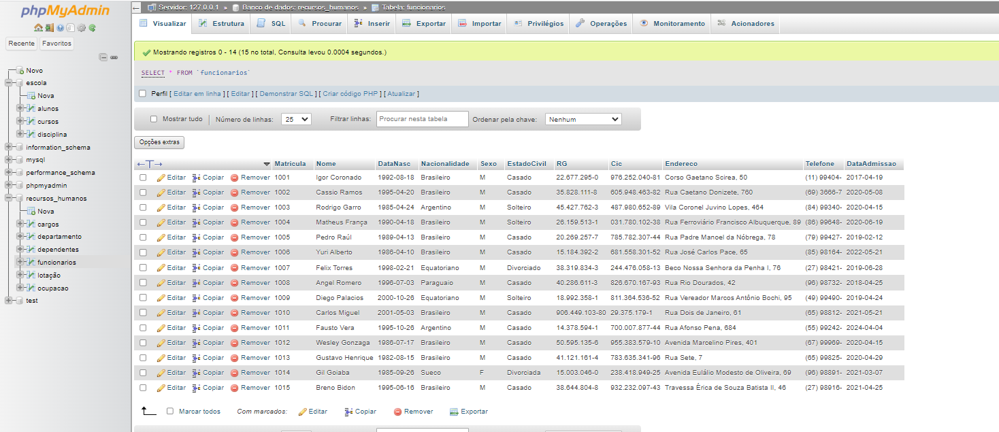 phpMyAdmin
Recente Favoritos
Novo
escola
Nova
alunos
cursos
disciplina
information_schema
mysql
performance_schema
phpmyadmin
recursos_humanos
Nova
cargos
departamento
dependentes
funcionarios
lotação
ocupacao
test
Servidor: 127.0.0.1 » Banco de dados: recursos_humanos » Tabela: funcionarios
Visualizar Estrutura SQL Procurar Inserir Exportar Importar Privilégios Operações Monitoramento Acionadores
Mostrando registros 0 - 14 (15 no total, Consulta levou 0.0004 segundos.)
SELECT * FROM `funcionarios`
Perfil [ Editar em linha ] [ Editar ] [ Demonstrar SQL ] [ Criar código PHP ] [ Atualizar ]
Mostrar tudo Número de linhas: 25 Filtrar linhas: Procurar nesta tabela Ordenar pela chave: Nenhum
Opções extras
←T→ Matricula Nome DataNasc Nacionalidade Sexo EstadoCivil RG Cic Endereco Telefone DataAdmissao
Editar Copiar Remover 1001 Igor Coronado 1992-08-18 Brasileiro M Casado 22.677.295-0 976.252.040-81 Corso Gaetano Scirea, 50 (11) 99404- 2017-04-19
Editar Copiar Remover 1002 Cassio Ramos 1995-04-20 Brasileiro M Casado 35.828.111-8 605.948.463-82 Rua Caetano Donizete, 760 (69) 3666-7 2020-05-08
Editar Copiar Remover 1003 Rodrigo Garro 1985-04-24 Argentino M Solteiro 45.427.762-3 487.980.652-89 Vila Coronel Juvino Lopes, 464 (84) 99340- 2020-04-15
Editar Copiar Remover 1004 Matheus França 1990-04-18 Brasileiro M Solteiro 26.159.513-1 031.780.102-38 Rua Ferroviário Francisco Albuquerque, 89 (86) 99648- 2020-06-19
Editar Copiar Remover 1005 Pedro Raúl 1989-04-13 Brasileiro M Casado 20.269.257-7 785.782.307-44 Rua Padre Manoel da Nóbrega, 78 (79) 99427- 2019-02-12
Editar Copiar Remover 1006 Yuri Alberto 1986-04-10 Brasileiro M Casado 15.184.392-2 681.558.301-52 Rua José Carlos Pace, 65 (85) 98164- 2022-05-21
Editar Copiar Remover 1007 Felix Torres 1998-02-21 Equatoriano M Divorciado 38.319.834-3 244.476.058-13 Beco Nossa Senhora da Penha I, 76 (27) 98421- 2019-06-28
Editar Copiar Remover 1008 Angel Romero 1996-07-03 Paraguaio M Casado 40.286.611-3 826.670.167-93 Rua Rio Dourados, 42 (96) 98732- 2018-04-25
Editar Copiar Remover 1009 Diego Palacios 2000-10-26 Equatoriano M Solteiro 18.992.358-1 811.364.536-52 Rua Vereador Marcos Antônio Bochi, 95 (49) 99490- 2019-04-24
Editar Copiar Remover 1010 Carlos Miguel 2001-05-03 Brasileiro M Casado 906.449.103-80 29.375.179-1 Rua Dois de Janeiro, 61 (65) 98812- 2021-05-21
Editar Copiar Remover 1011 Fausto Vera 1995-10-26 Argentino M Casado 14.378.594-1 700.007.877-44 Rua Afonso Pena, 684 (55) 99242- 2024-04-04
Editar Copiar Remover 1012 Wesley Gonzaga 1986-07-17 Brasileiro M Casado 50.595.135-6 955.383.579-10 Avenida Marcelino Pires, 401 (67) 99969- 2020-04-15
Editar Copiar Remover 1013 Gustavo Henrique 1982-08-15 Brasileiro M Casado 41.121.161-4 783.635.341-96 Rua Sete, 7 (65) 99825- 2020-04-29
Editar Copiar Remover 1014 Gil Goiaba 1985-09-26 Sueco F Divorciada 15.003.046-0 238.418.949-25 Avenida Eulálio Modesto de Oliveira, 69 (96) 98891- 2021-03-07
Editar Copiar Remover 1015 Breno Bidon 1995-06-16 Brasileiro M Casado 38.644.804-8 932.232.097-43 Travessa Érica de Souza Batista II, 46 (27) 98916- 2021-04-25
Marcar todos Com marcados: Editar Copiar Remover Exportar